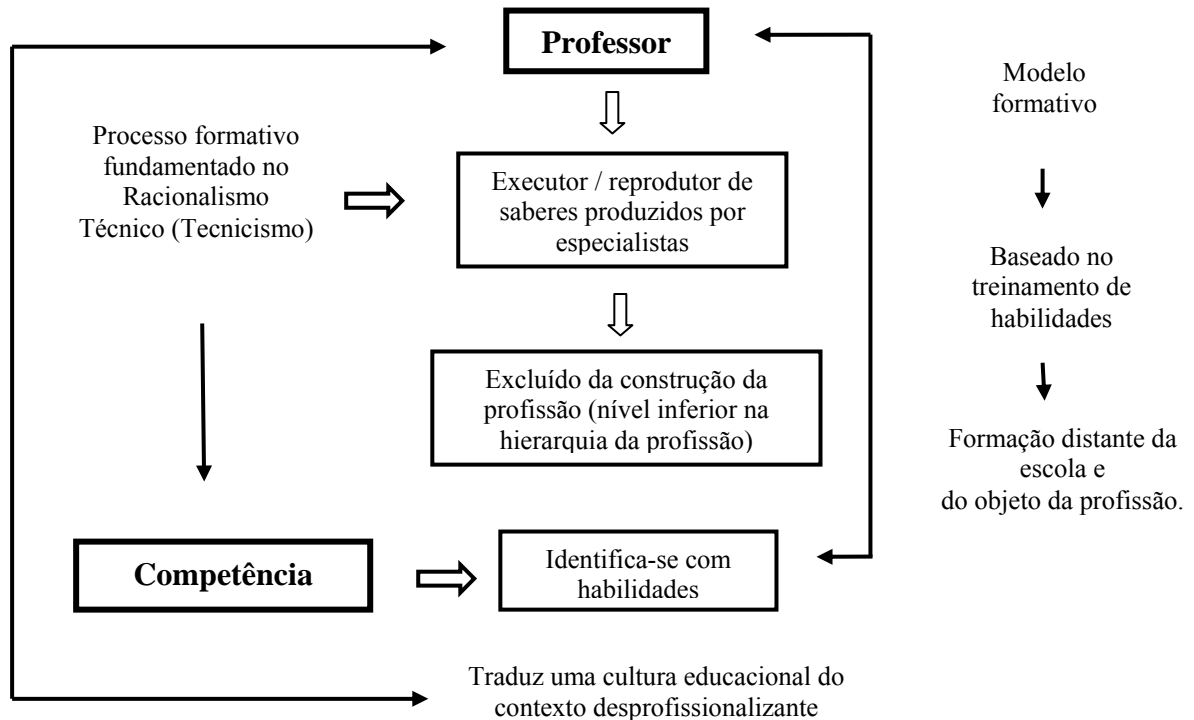 Professor
Modelo
formativo
Processo formativo
fundamentado no
Racionalismo
Técnico (Tecnicismo)
Executor / reprodutor de
saberes produzidos por
especialistas
Baseado no
treinamento de
habilidades
Excluído da construção da
profissão (nível inferior na
hierarquia da profissão)
Formação distante da
escola e
do objeto da profissão.
Competência
Identifica-se com
habilidades
Traduz uma cultura educacional do
contexto desprofissionalizante